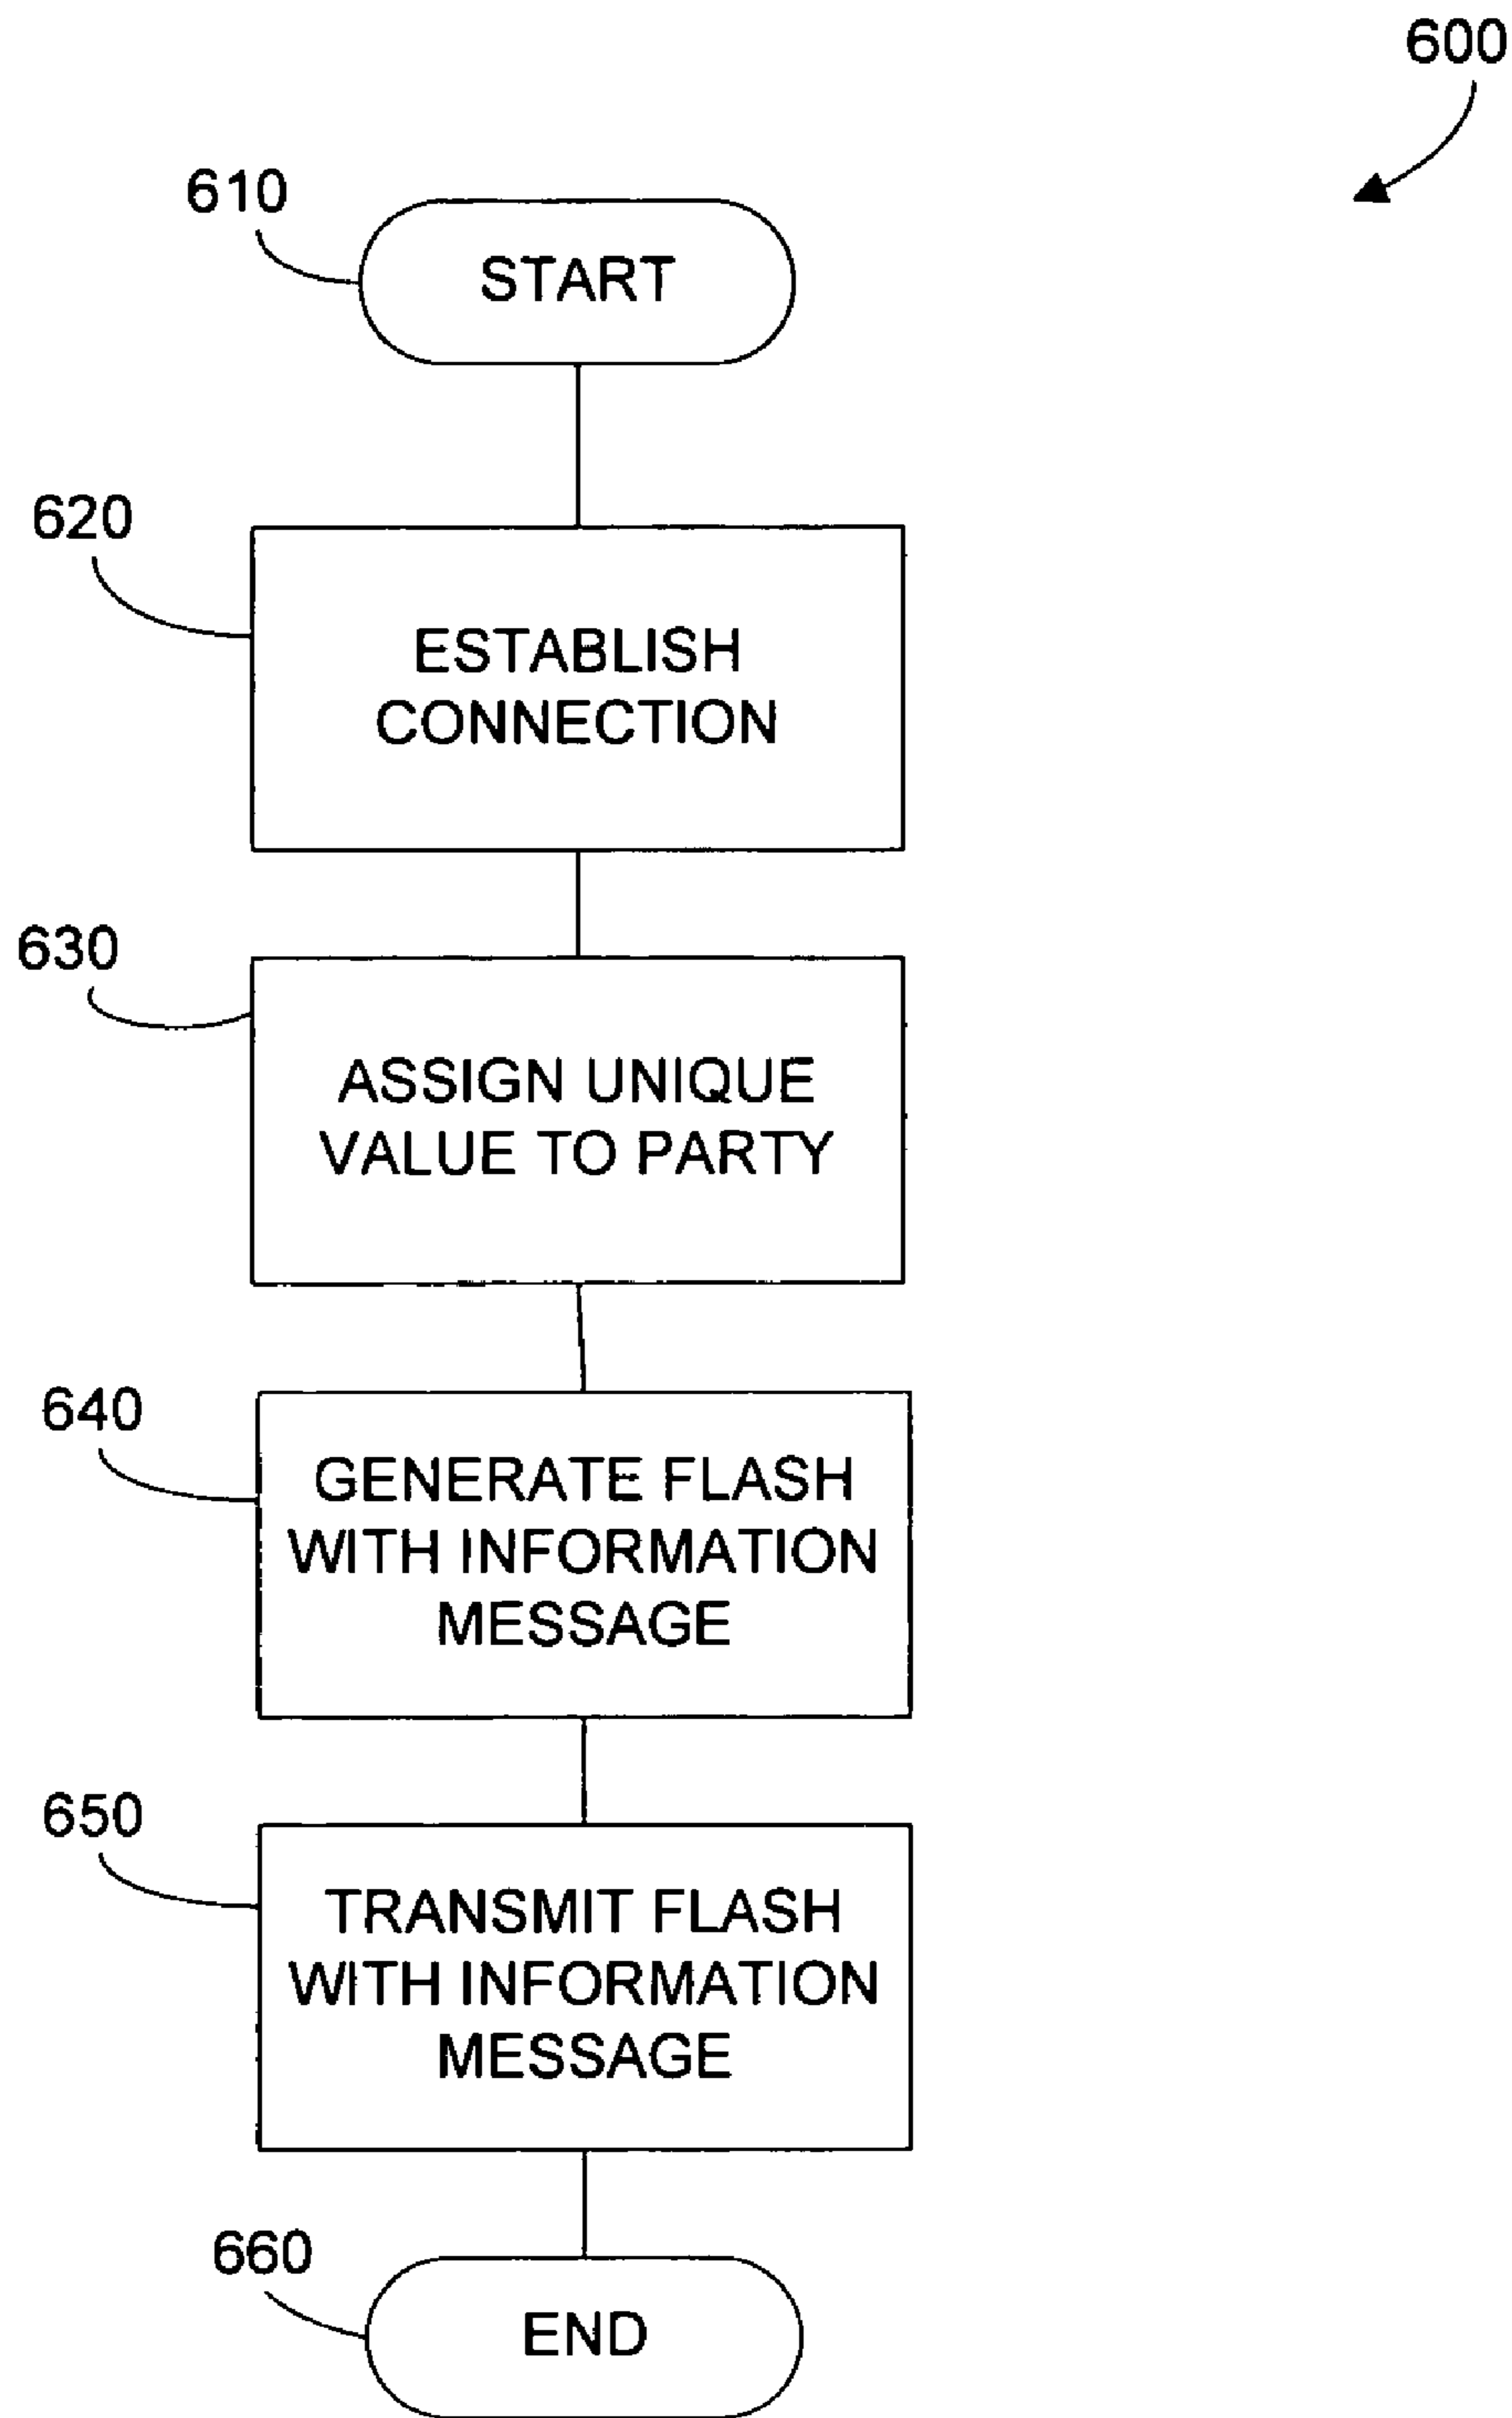 600
610
START
620
ESTABLISH
CONNECTION
630
ASSIGN UNIQUE
VALUE TO PARTY
640
GENERATE FLASH
WITH INFORMATION
MESSAGE
650
TRANSMIT FLASH
WITH INFORMATION
MESSAGE
660
END